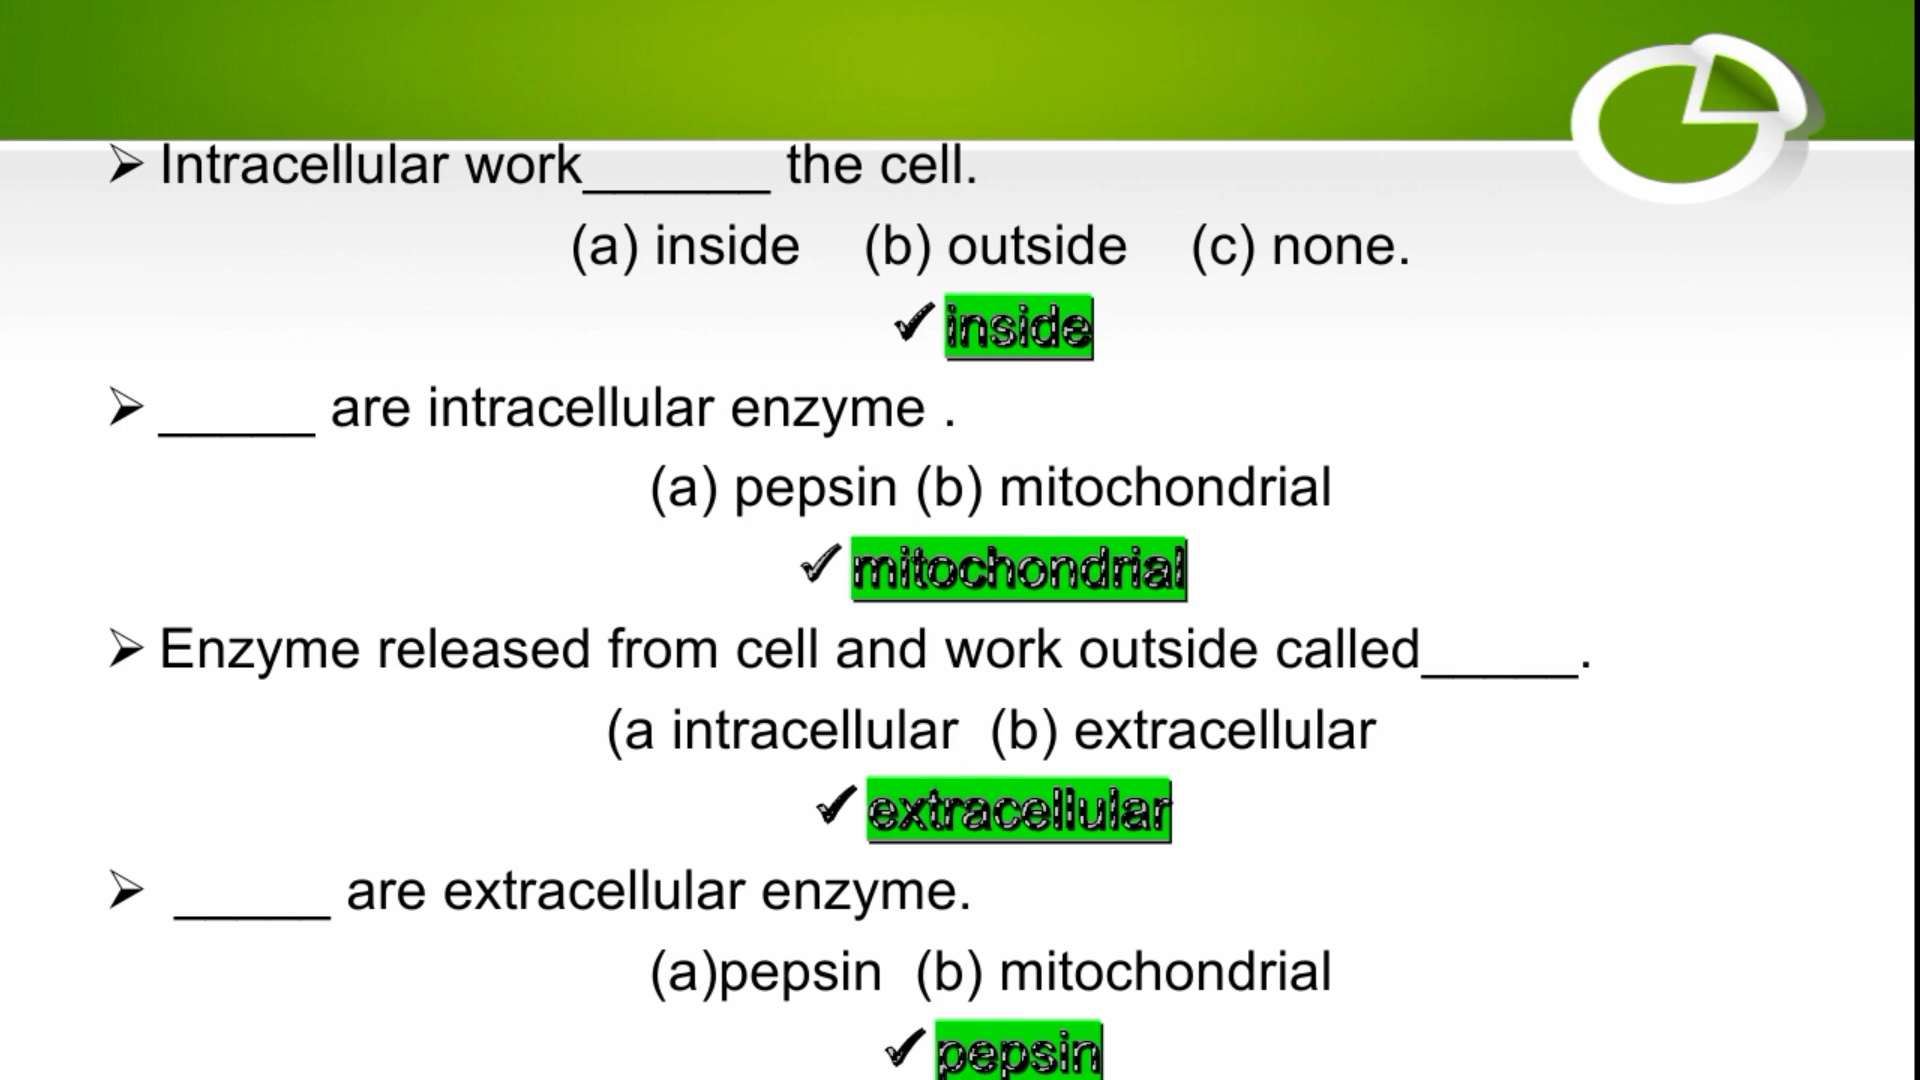 ➢ Intracellular work______ the cell.
(a) inside (b) outside (c) none.
✔ inside
➢ _____ are intracellular enzyme .
(a) pepsin (b) mitochondrial
✔ mitochondrial
➢ Enzyme released from cell and work outside called_____.
(a intracellular (b) extracellular
✔ extracellular
➢ _____ are extracellular enzyme.
(a)pepsin (b) mitochondrial
✔ pepsin